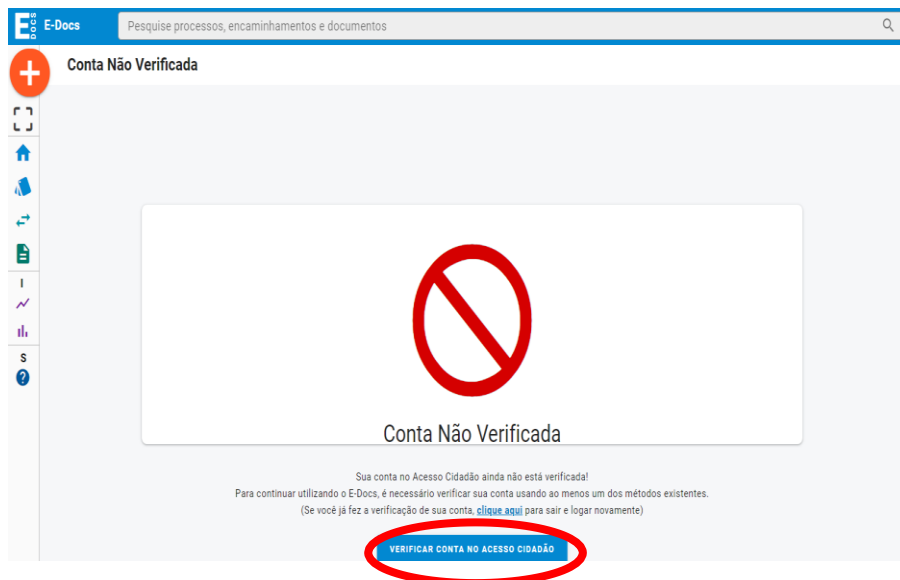 E DOCS E-Docs Pesquise processos, encaminhamentos e documentos
Conta Não Verificada
I
S
?
Conta Não Verificada
Sua conta no Acesso Cidadão ainda não está verificada!
Para continuar utilizando o E-Docs, é necessário verificar sua conta usando ao menos um dos métodos existentes.
(Se você já fez a verificação de sua conta, clique aqui para sair e logar novamente)
VERIFICAR CONTA NO ACESSO CIDADÃO